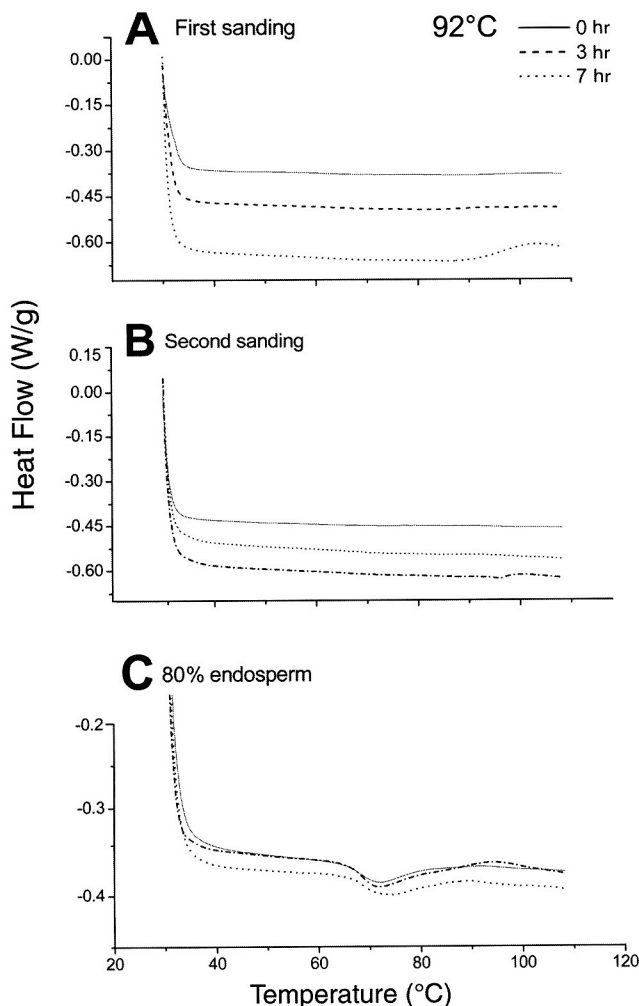 A First sanding
92°C
0 hr
3 hr
7 hr
0.00
-0.15
-0.30
-0.45
-0.60
B Second sanding
0.15
0.00
-0.15
-0.30
-0.45
-0.60
Heat Flow (W/g)
C 80% endosperm
-0.2
-0.3
-0.4
20 40 60 80 100 120
Temperature (°C)